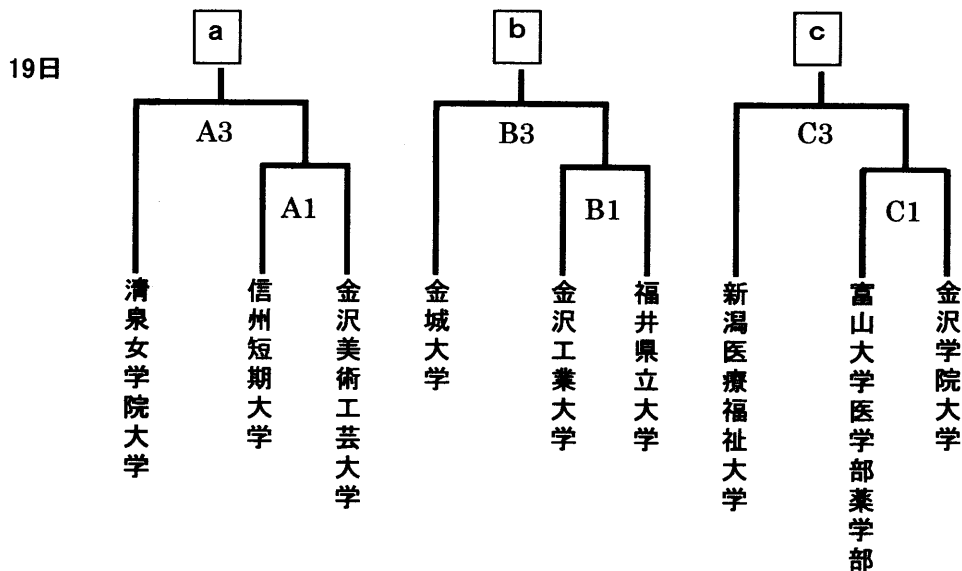 a
b
c
19日
A3
B3
C3
A1
B1
C1
清泉女学院大学
信州短期大学
金沢美術工芸大学
金城大学
金沢工業大学
福井県立大学
新潟医療福祉大学
富山大学医学部薬学部
金沢学院大学